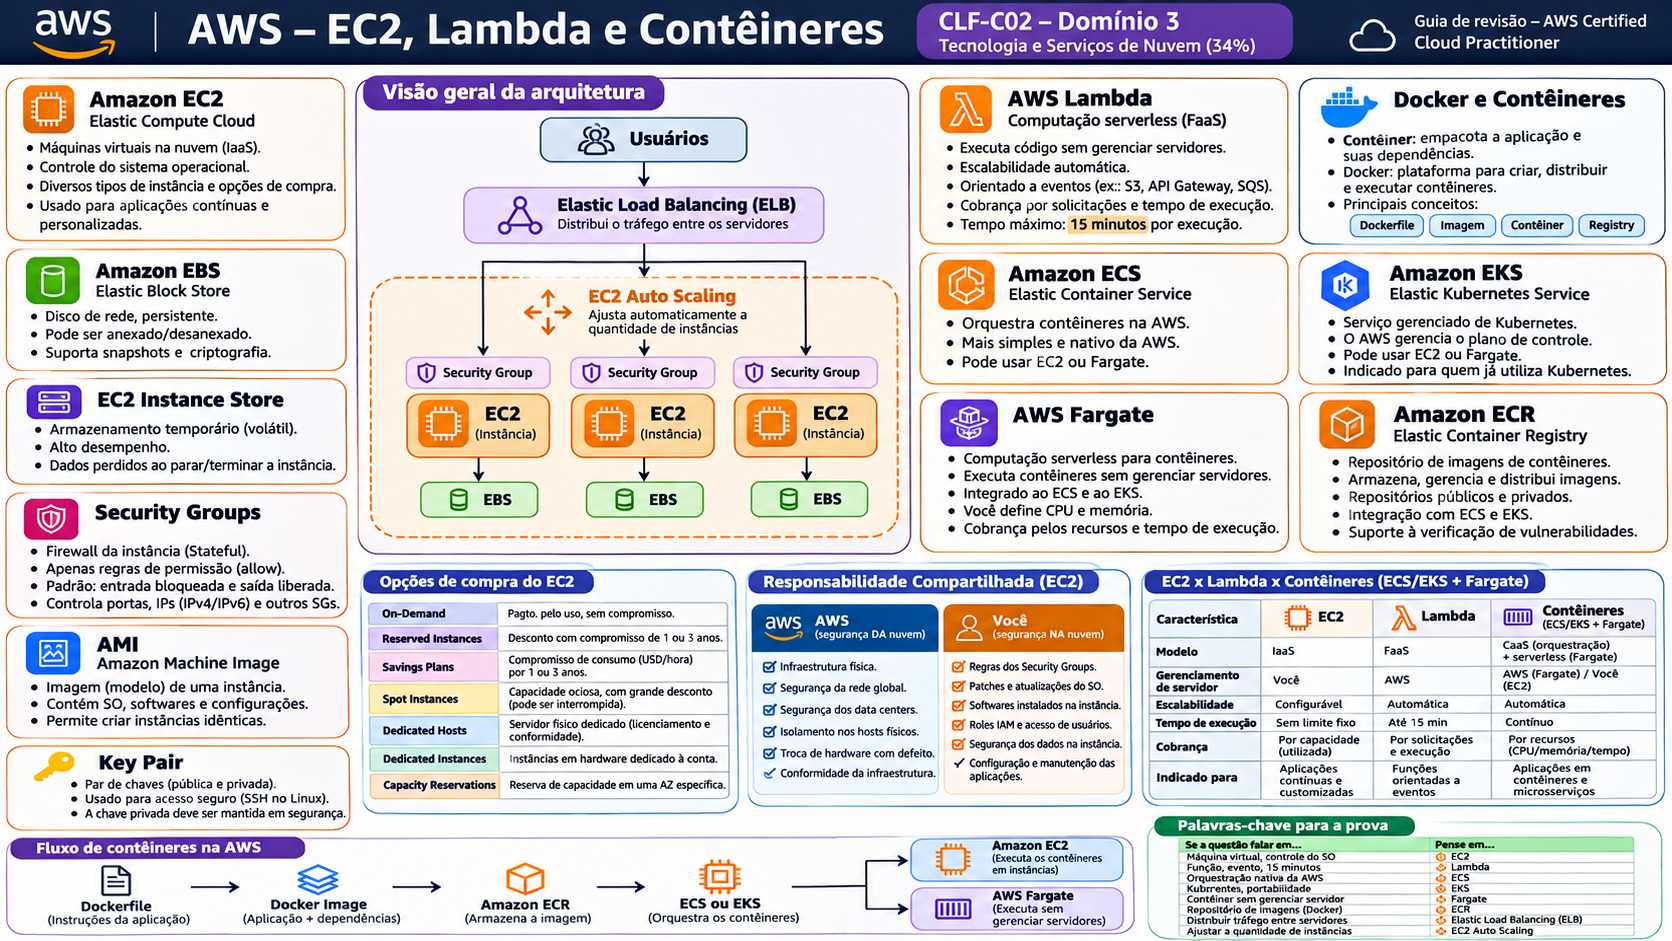 aws
AWS – EC2, Lambda e Contêineres
CLF-C02 – Domínio 3
Tecnologia e Serviços de Nuvem (34%)
Guia de revisão – AWS Certified
Cloud Practitioner
Amazon EC2
Elastic Compute Cloud
• Máquinas virtuais na nuvem (IaaS).
• Controle do sistema operacional.
• Diversos tipos de instância e opções de compra.
• Usado para aplicações contínuas e
personalizadas.
Amazon EBS
Elastic Block Store
• Disco de rede, persistente.
• Pode ser anexado/desanexado.
• Suporta snapshots e criptografia.
EC2 Instance Store
• Armazenamento temporário (volátil).
• Alto desempenho.
• Dados perdidos ao parar/terminar a instância.
Security Groups
• Firewall da instância (Stateful).
• Apenas regras de permissão (allow).
• Padrão: entrada bloqueada e saída liberada.
• Controla portas, IPs (IPv4/IPv6) e outros SGs.
AMI
Amazon Machine Image
• Imagem (modelo) de uma instância.
• Contém SO, softwares e configurações.
• Permite criar instâncias idênticas.
Key Pair
• Par de chaves (pública e privada).
• Usado para acesso seguro (SSH no Linux).
• A chave privada deve ser mantida em segurança.
Visão geral da arquitetura
Usuários
Elastic Load Balancing (ELB)
Distribui o tráfego entre os servidores
EC2 Auto Scaling
Ajusta automaticamente a
quantidade de instâncias
Security Group
Security Group
Security Group
EC2
(Instância)
EC2
(Instância)
EC2
(Instância)
EBS
EBS
EBS
AWS Lambda
Computação serverless (FaaS)
• Executa código sem gerenciar servidores.
• Escalabilidade automática.
• Orientado a eventos (ex:: S3, API Gateway, SQS).
• Cobrança por solicitações e tempo de execução.
• Tempo máximo: 15 minutos por execução.
Docker e Contêineres
• Contêiner: empacota a aplicação e
suas dependências.
• Docker: plataforma para criar, distribuir
e executar contêineres.
• Principais conceitos:
Dockerfile Imagem Contêiner Registry
Amazon ECS
Elastic Container Service
• Orquestra contêineres na AWS.
• Mais simples e nativo da AWS.
• Pode usar EC2 ou Fargate.
Amazon EKS
Elastic Kubernetes Service
• Serviço gerenciado de Kubernetes.
• O AWS gerencia o plano de controle.
• Pode usar EC2 ou Fargate.
• Indicado para quem já utiliza Kubernetes.
AWS Fargate
• Computação serverless para contêineres.
• Executa contêineres sem gerenciar servidores.
• Integrado ao ECS e ao EKS.
• Você define CPU e memória.
• Cobrança pelos recursos e tempo de execução.
Amazon ECR
Elastic Container Registry
• Repositório de imagens de contêineres.
• Armazena, gerencia e distribui imagens.
• Repositórios públicos e privados.
• Integração com ECS e EKS.
• Suporte à verificação de vulnerabilidades.
Opções de compra do EC2
On-Demand Pagto. pelo uso, sem compromisso.
Reserved Instances Desconto com compromisso de 1 ou 3 anos.
Savings Plans Compromisso de consumo (USD/hora)
por 1 ou 3 anos.
Spot Instances Capacidade ociosa, com grande desconto
(pode ser interrompida).
Dedicated Hosts Servidor físico dedicado (licenciamento e
conformidade).
Dedicated Instances Instâncias em hardware dedicado à conta.
Capacity Reservations Reserva de capacidade em uma AZ específica.
Responsabilidade Compartilhada (EC2)
aws AWS
(segurança DA nuvem)
Infraestrutura física.
Segurança da rede global.
Segurança dos data centers.
Isolamento nos hosts físicos.
Troca de hardware com defeito.
Conformidade da infraestrutura.
Você
(segurança NA nuvem)
Regras dos Security Groups.
Patches e atualizações do SO.
Softwares instalados na instância.
Roles IAM e acesso de usuários.
Segurança dos dados na instância.
Configuração e manutenção das
aplicações.
EC2 x Lambda x Contêineres (ECS/EKS + Fargate)
Característica EC2 Lambda Contêineres
(ECS/EKS + Fargate)
Modelo IaaS FaaS CaaS (orquestração)
+ serverless (Fargate)
Gerenciamento
de servidor Você AWS AWS (Fargate) / Você
(EC2)
Escalabilidade Configurável Automática Automática
Tempo de execução Sem limite fixo Até 15 min Contínuo
Cobrança Por capacidade
(utilizada) Por solicitações
e execução Por recursos
(CPU/memória/tempo)
Indicado para Aplicações
contínuas e
customizadas Funções
orientadas a
eventos Aplicações em
contêineres e
microsserviços
Fluxo de contêineres na AWS
Dockerfile
(Instruções da aplicação)
Docker Image
(Aplicação + dependências)
Amazon ECR
(Armazena a imagem)
ECS ou EKS
(Orquestra os contêineres)
Amazon EC2
(Executa os contêineres
em instâncias)
AWS Fargate
(Executa sem
gerenciar servidores)
Palavras-chave para a prova
Se a questão falar em... Pense em...
Máquina virtual, controle do SO EC2
Função, evento, 15 minutos Lambda
Orquestração nativa da AWS ECS
Kubrrntes, portabilidade EKS
Contêiner sem gerenciar servidor Fargate
Repositório de imagens (Docker) ECR
Distribuir tráfego entre servidores Elastic Load Balancing (ELB)
Ajustar a quantidade de instâncias EC2 Auto Scaling